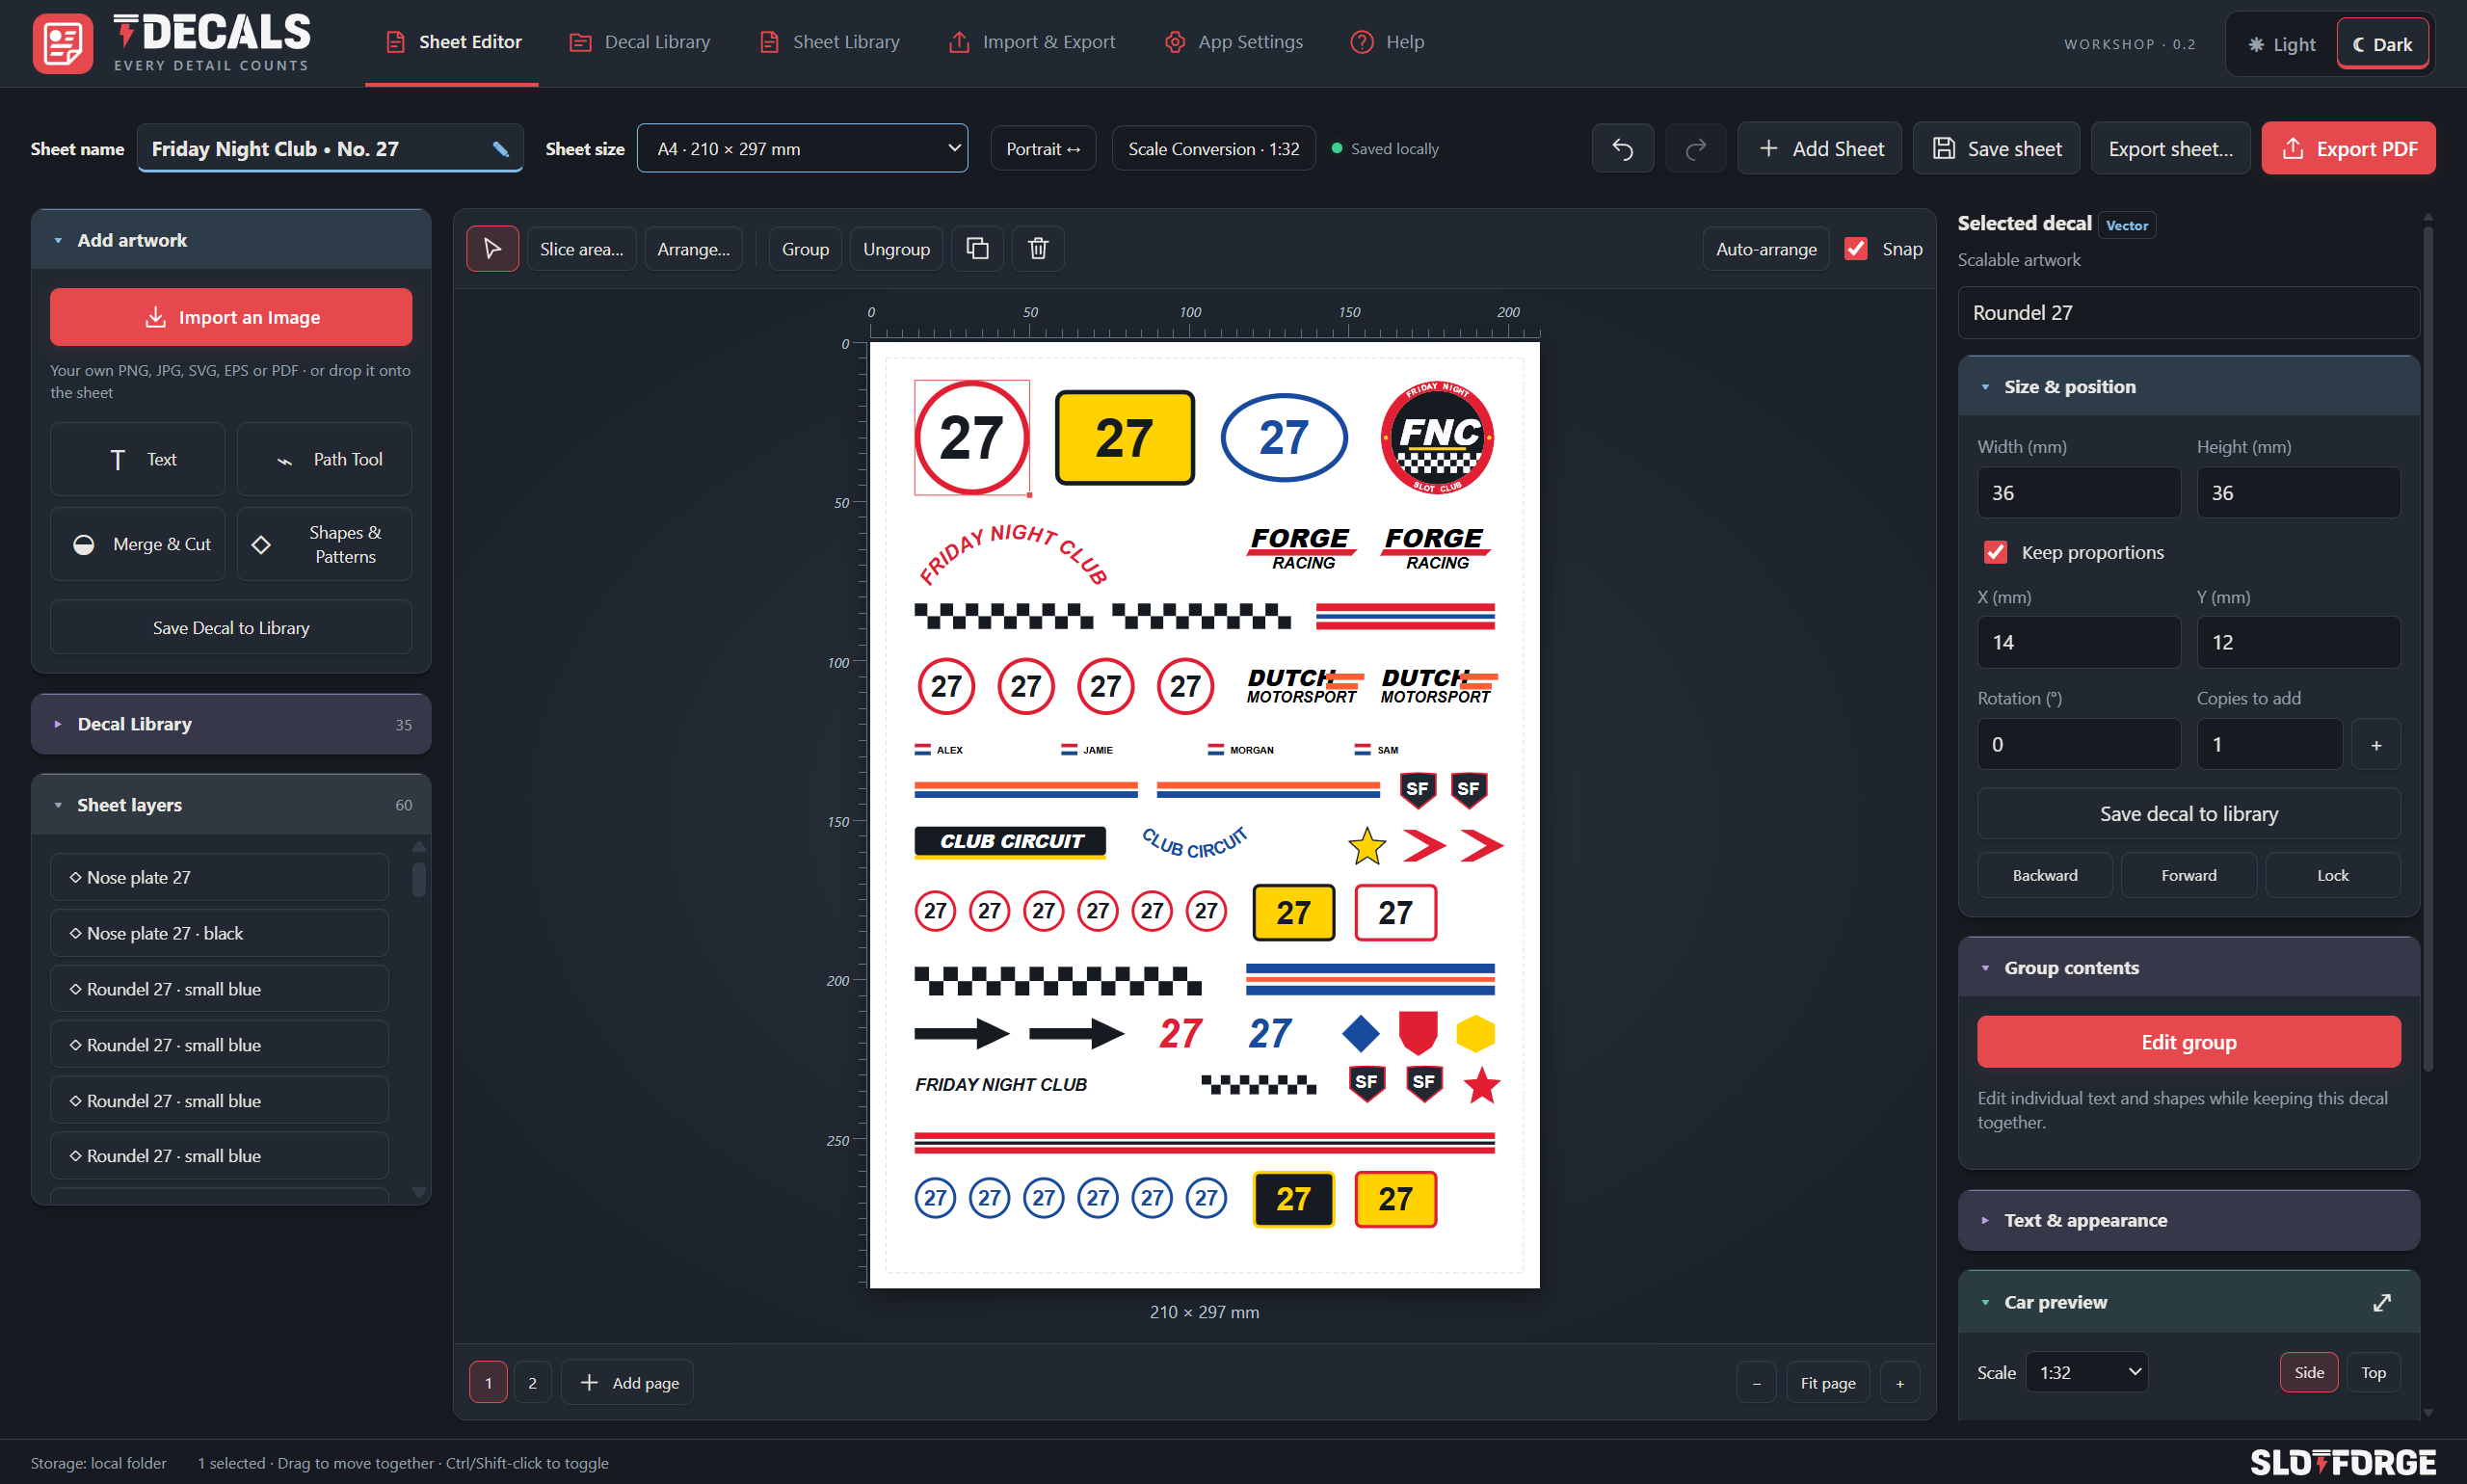 DECALS
EVERY DETAIL COUNTS
Sheet Editor
Decal Library
Sheet Library
Import & Export
App Settings
Help
WORKSHOP · 0.2
Light
Dark
Sheet name
Friday Night Club • No. 27
Sheet size
A4 · 210 × 297 mm
Portrait ↔
Scale Conversion · 1:32
Saved locally
Add Sheet
Save sheet
Export sheet...
Export PDF
Add artwork
Import an Image
Your own PNG, JPG, SVG, EPS or PDF · or drop it onto
the sheet
Text
Path Tool
Merge & Cut
Shapes &
Patterns
Save Decal to Library
Decal Library
35
Sheet layers
60
Nose plate 27
Nose plate 27 · black
Roundel 27 · small blue
Roundel 27 · small blue
Roundel 27 · small blue
Roundel 27 · small blue
Slice area...
Arrange...
Group
Ungroup
Auto-arrange
Snap
0 50 100 150 200
0
50
100
150
200
250
27 27 27
FRIDAY NIGHT
FNC
SLOT CLUB
FRIDAY NIGHT CLUB
FORGE
RACING
FORGE
RACING
27 27 27 27
DUTCH
MOTORSPORT
DUTCH
MOTORSPORT
ALEX JAMIE MORGAN SAM
SF SF
CLUB CIRCUIT
CLUB CIRCUIT
27 27 27 27 27 27 27 27
27 27
FRIDAY NIGHT CLUB
SF SF
27 27 27 27 27 27 27 27
210 × 297 mm
1
2
Add page
−
Fit page
+
Selected decal
Vector
Scalable artwork
Roundel 27
Size & position
Width (mm)
Height (mm)
36
36
Keep proportions
X (mm)
Y (mm)
14
12
Rotation (°)
Copies to add
0
1
+
Save decal to library
Backward
Forward
Lock
Group contents
Edit group
Edit individual text and shapes while keeping this decal
together.
Text & appearance
Car preview
Scale
1:32
Side
Top
Storage: local folder
1 selected · Drag to move together · Ctrl/Shift-click to toggle
SLOTFORGE